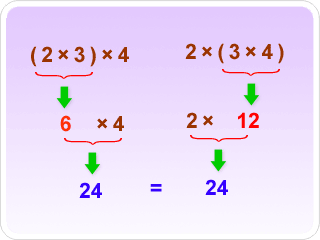 ( 2 × 3 ) × 4    2 × ( 3 × 4 )
6 × 4    2 × 12
24 = 24